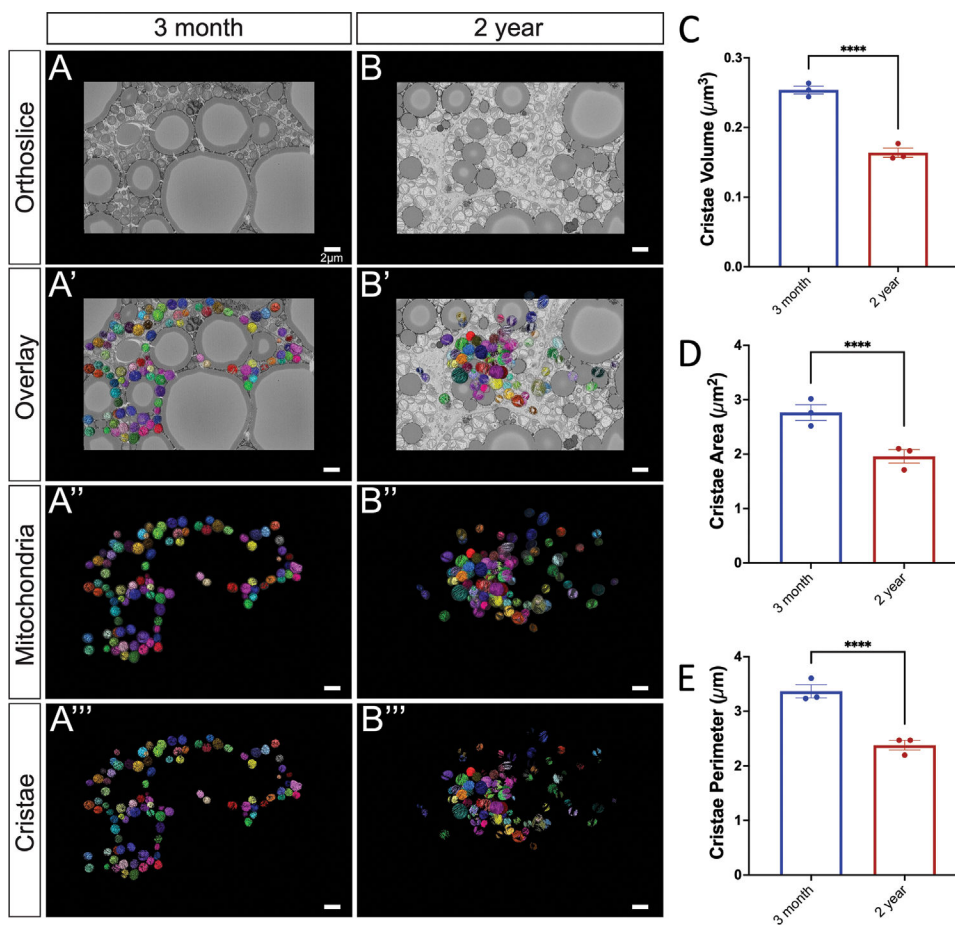 3 month
2 year
Orthoslice
A
B
2μm
Overlay
A'
B'
Mitochondria
A''
B''
Cristae
A'''
B'''
C
Cristae Volume (μm³)
****
0.3
0.2
0.1
0.0
3 month
2 year
D
Cristae Area (μm²)
****
4
3
2
1
0
3 month
2 year
E
Cristae Perimeter (μm)
****
4
3
2
1
0
3 month
2 year